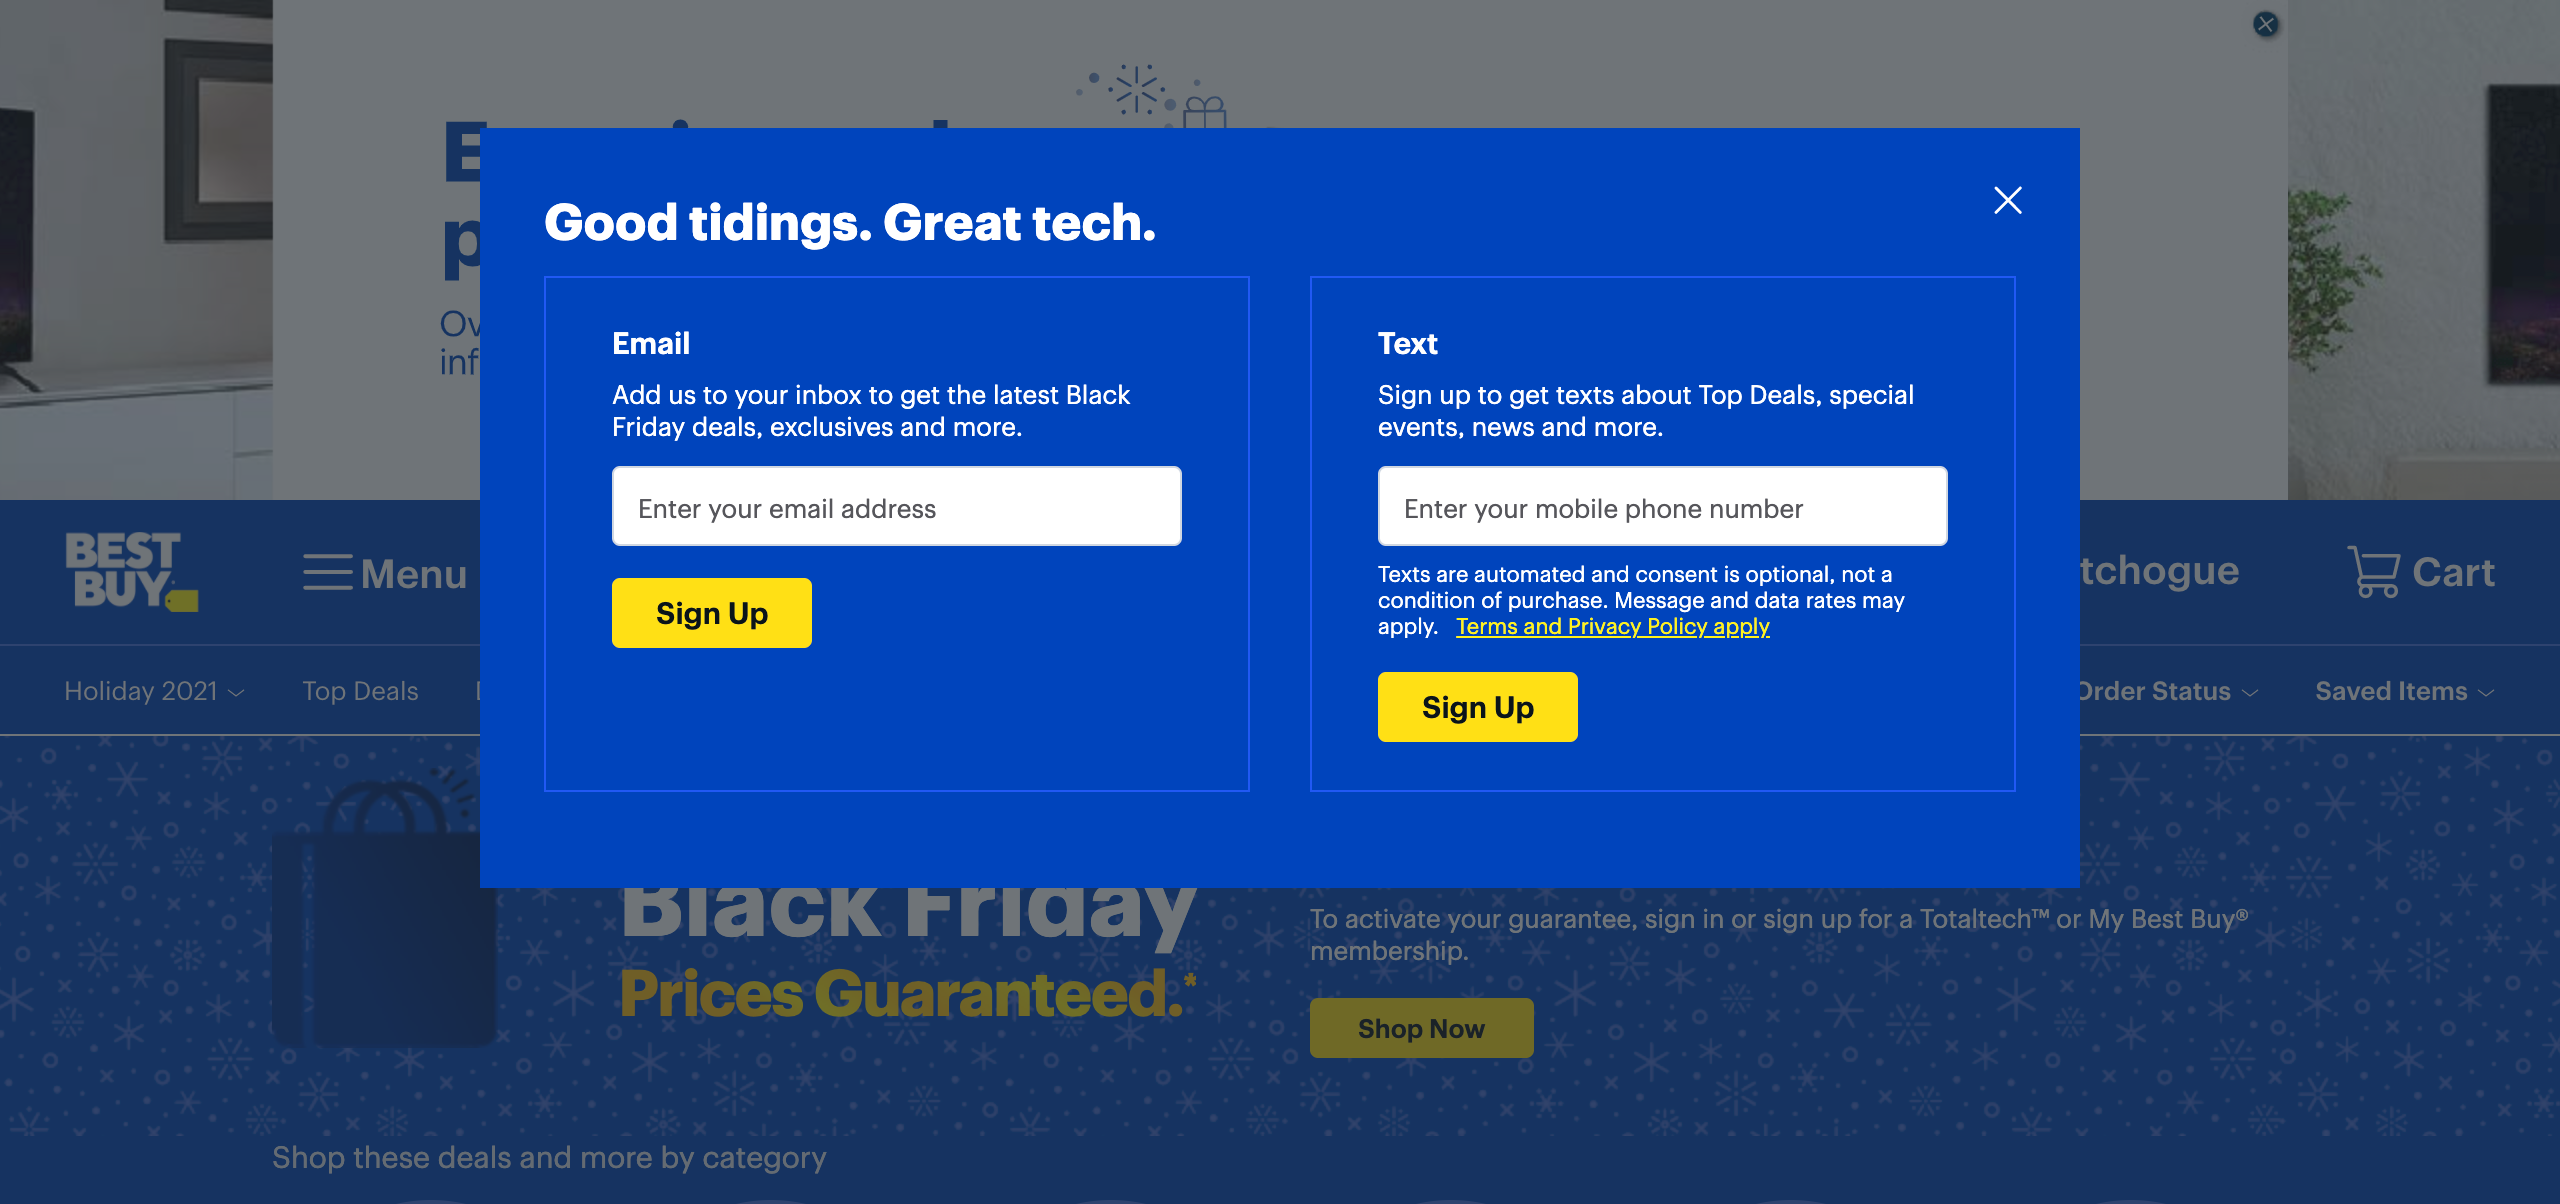 Good tidings. Great tech.
Email
Add us to your inbox to get the latest Black
Friday deals, exclusives and more.
Enter your email address
Sign Up
Text
Sign up to get texts about Top Deals, special
events, news and more.
Enter your mobile phone number
Texts are automated and consent is optional, not a
condition of purchase. Message and data rates may
apply. Terms and Privacy Policy apply
Sign Up
BEST
BUY
Menu
tchogue
Cart
Holiday 2021
Top Deals
Order Status
Saved Items
Black Friday
Prices Guaranteed.*
To activate your guarantee, sign in or sign up for a Totaltech™ or My Best Buy®
membership.
Shop Now
Shop these deals and more by category